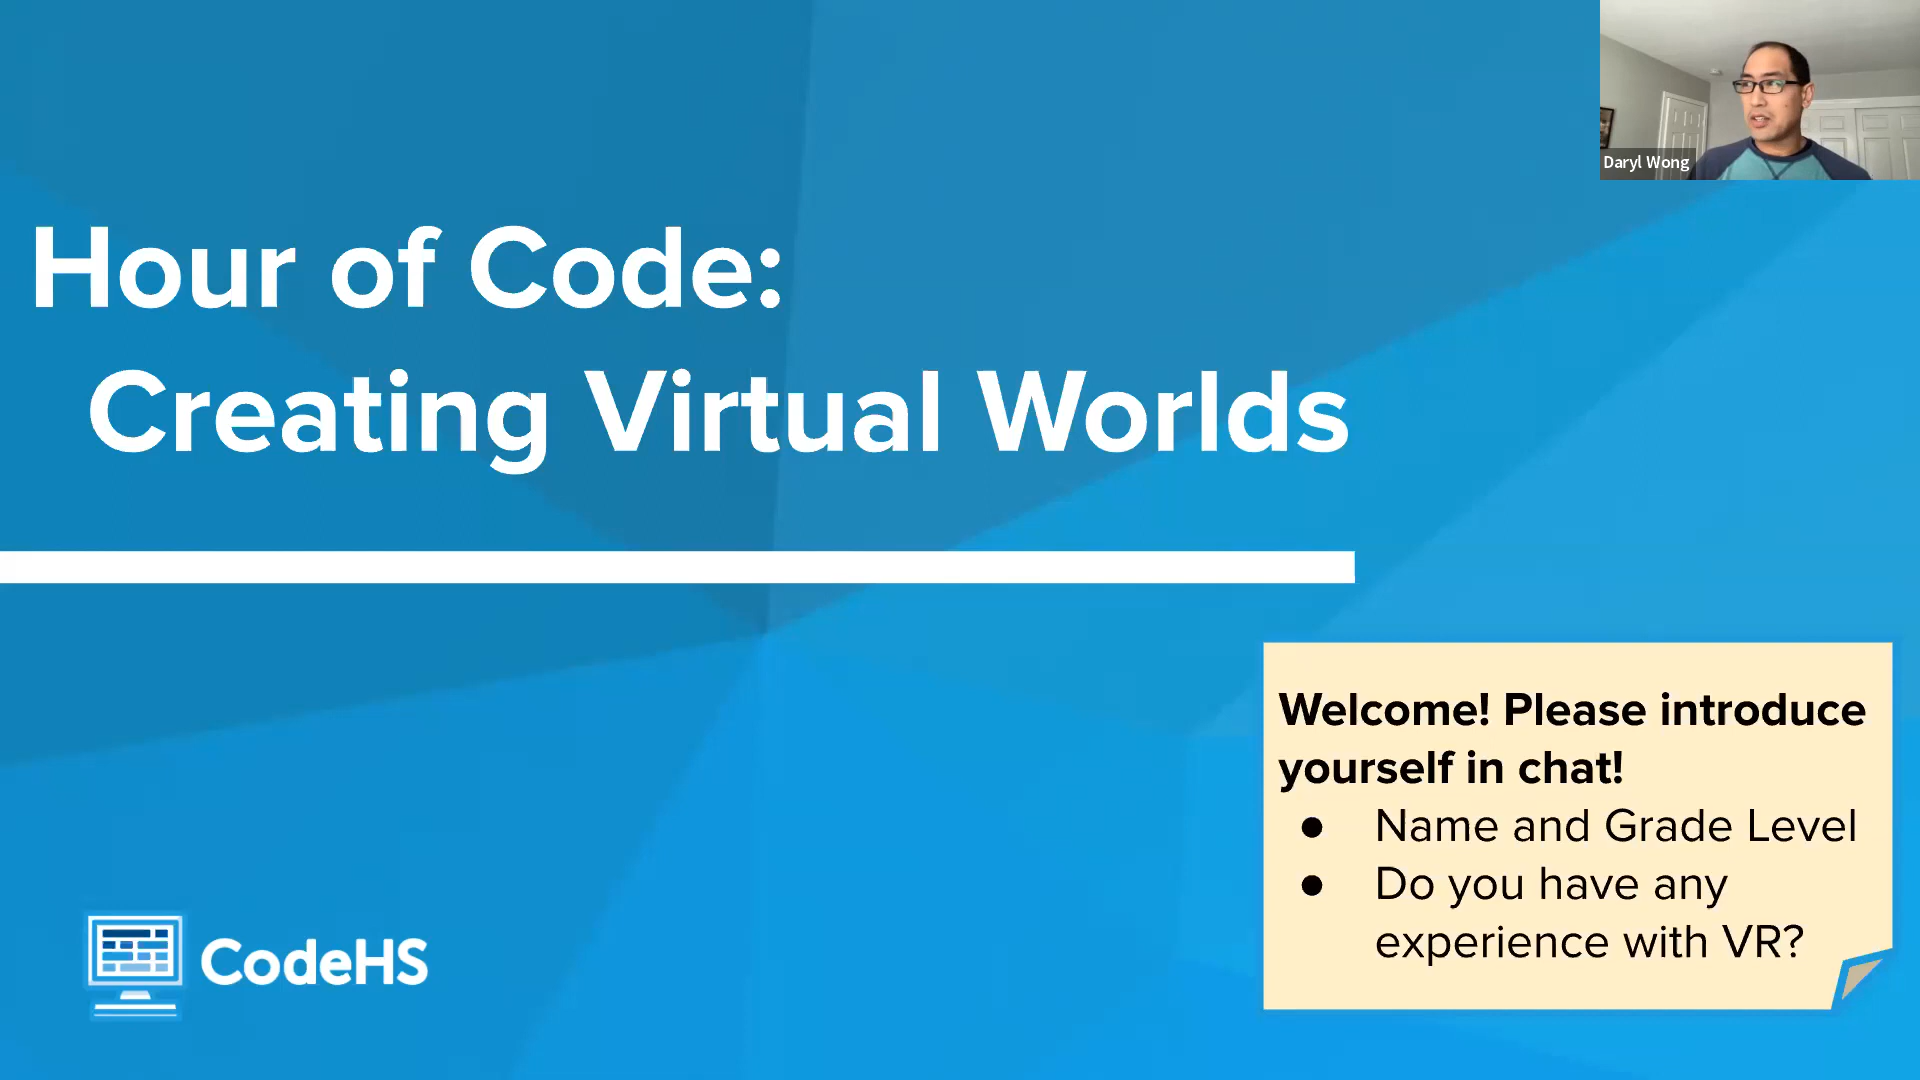 Daryl Wong
Hour of Code:
Creating Virtual Worlds
Welcome! Please introduce
yourself in chat!
● Name and Grade Level
● Do you have any
experience with VR?
CodeHS